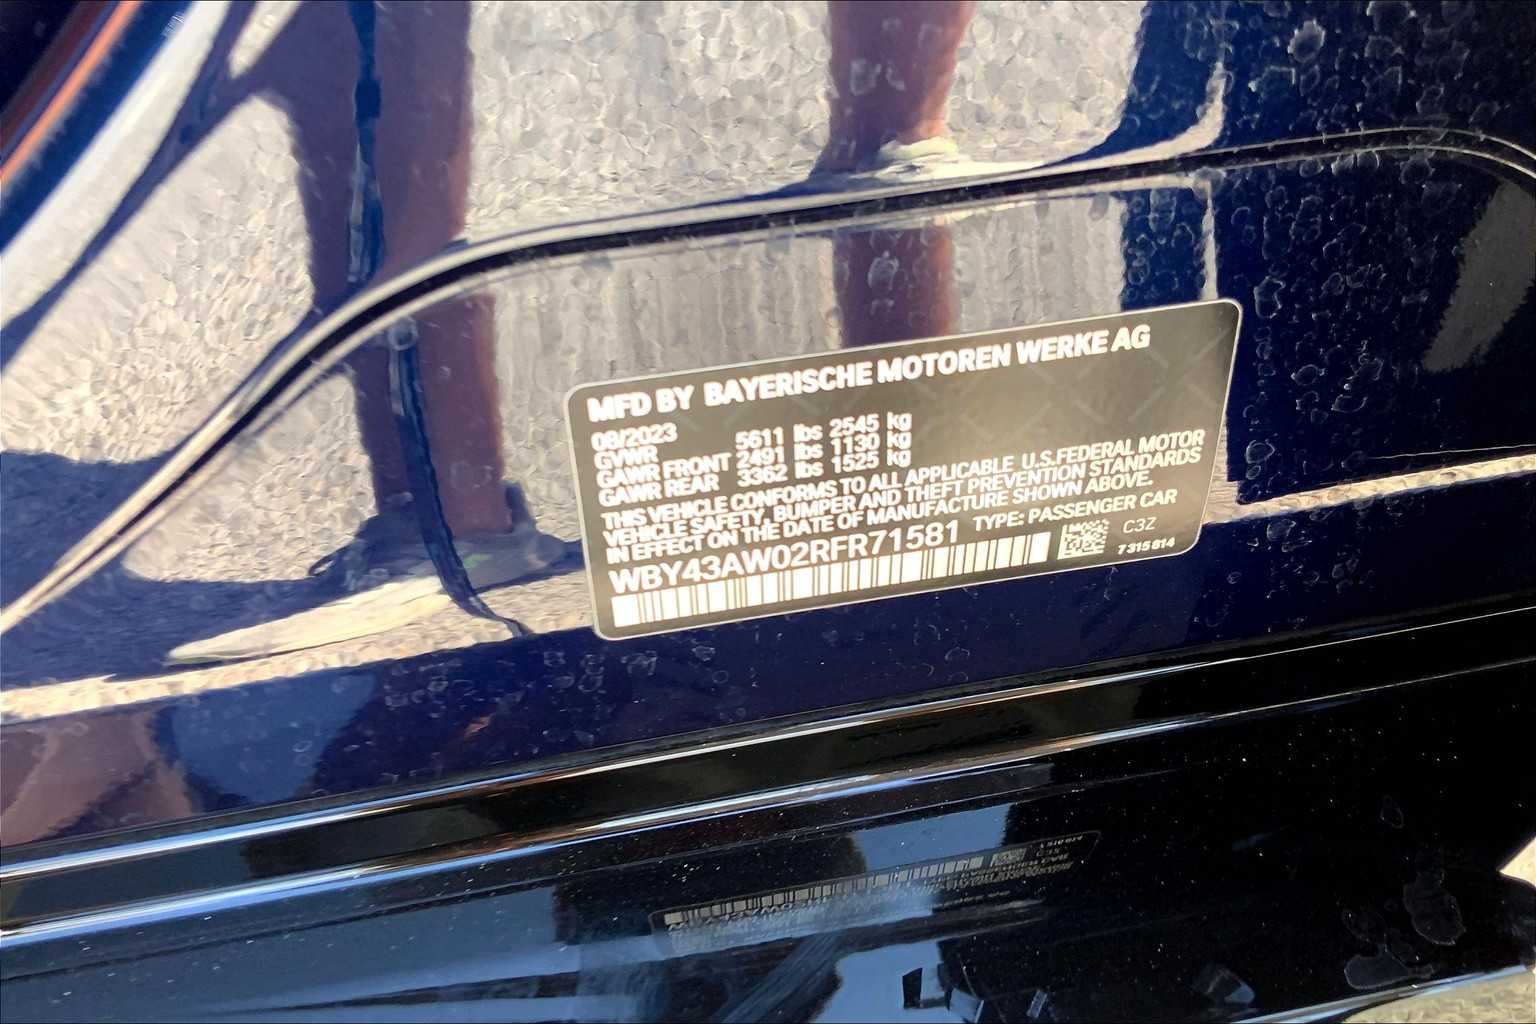 MFD BY BAYERISCHE MOTOREN WERKE AG
08/2023
GVWR 5611 lbs 2545 kg
GAWR FRONT 2491 lbs 1130 kg
GAWR REAR 3362 lbs 1525 kg
THIS VEHICLE CONFORMS TO ALL APPLICABLE U.S.FEDERAL MOTOR
VEHICLE SAFETY, BUMPER AND THEFT PREVENTION STANDARDS
IN EFFECT ON THE DATE OF MANUFACTURE SHOWN ABOVE.
WBY43AW02RFR71581 TYPE: PASSENGER CAR
C3Z
7 315 814